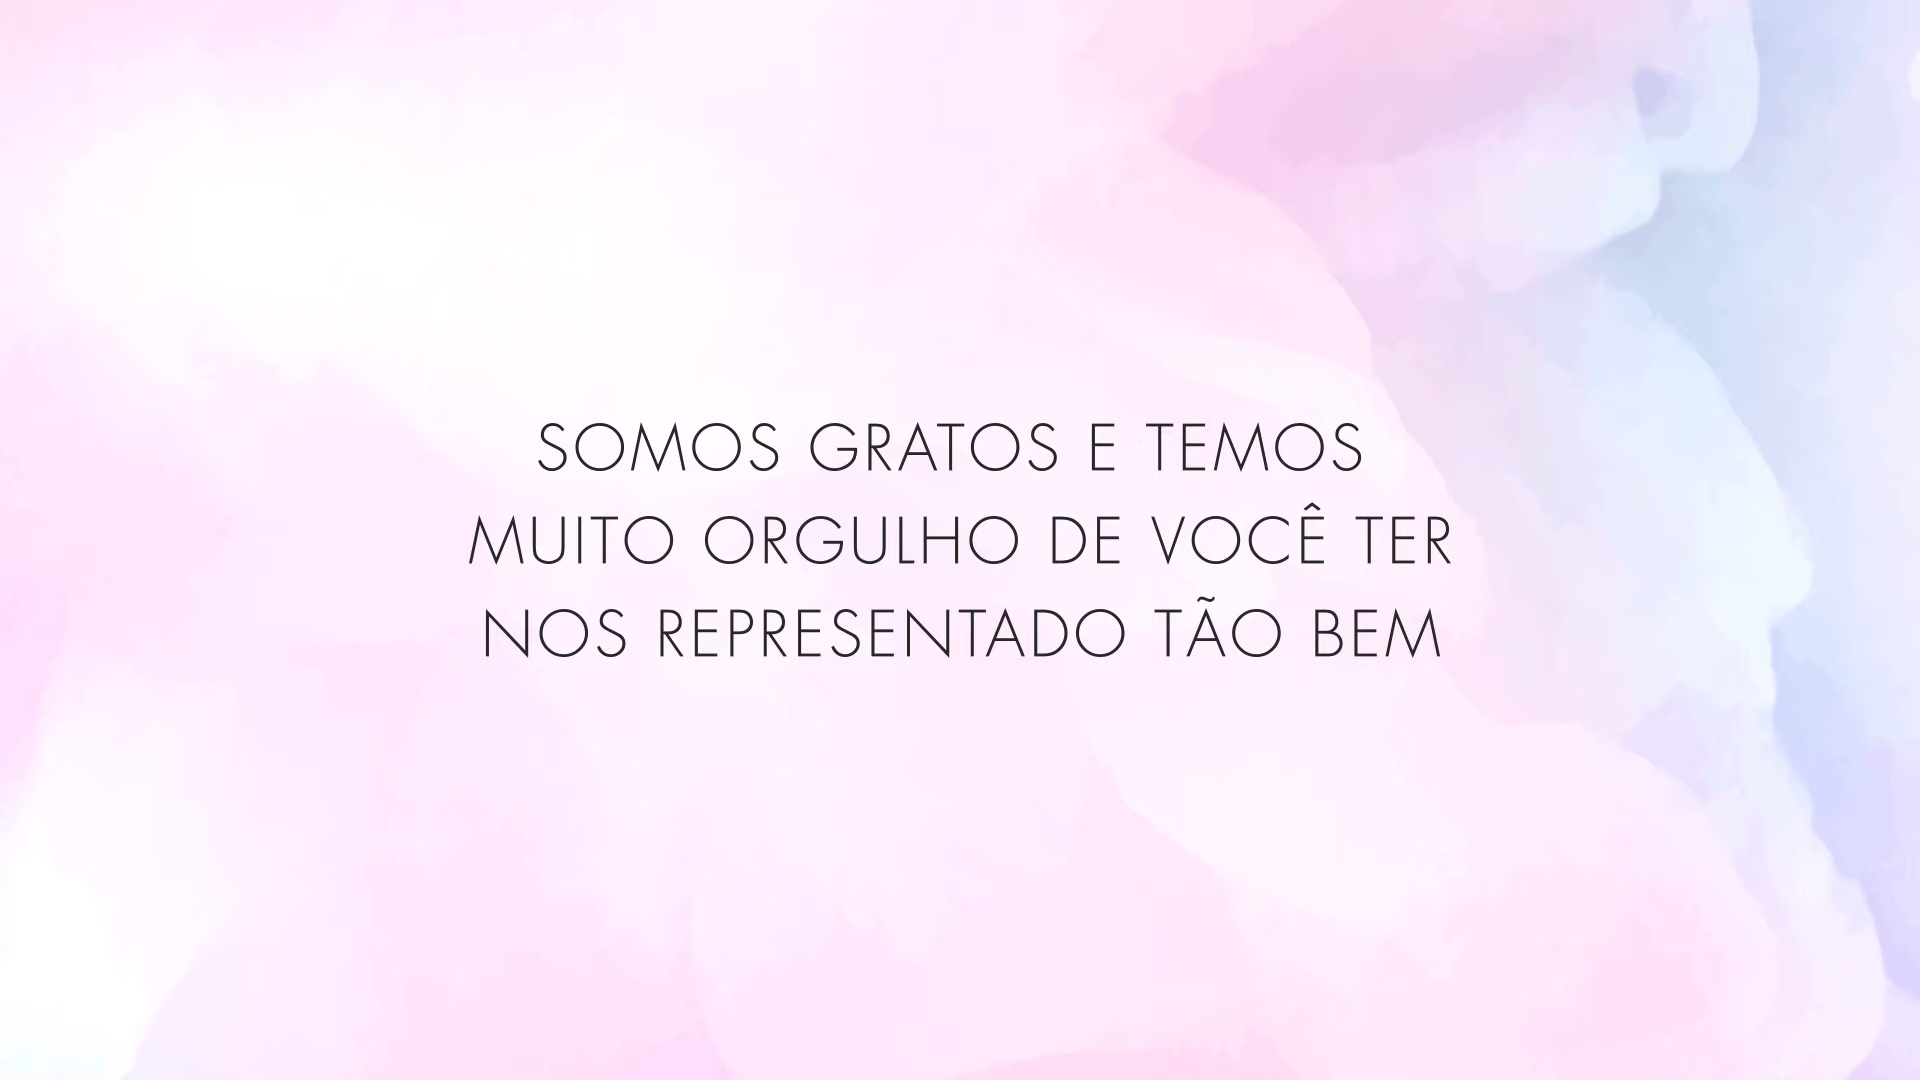 SOMOS GRATOS E TEMOS
MUITO ORGULHO DE VOCÊ TER
NOS REPRESENTADO TÃO BEM